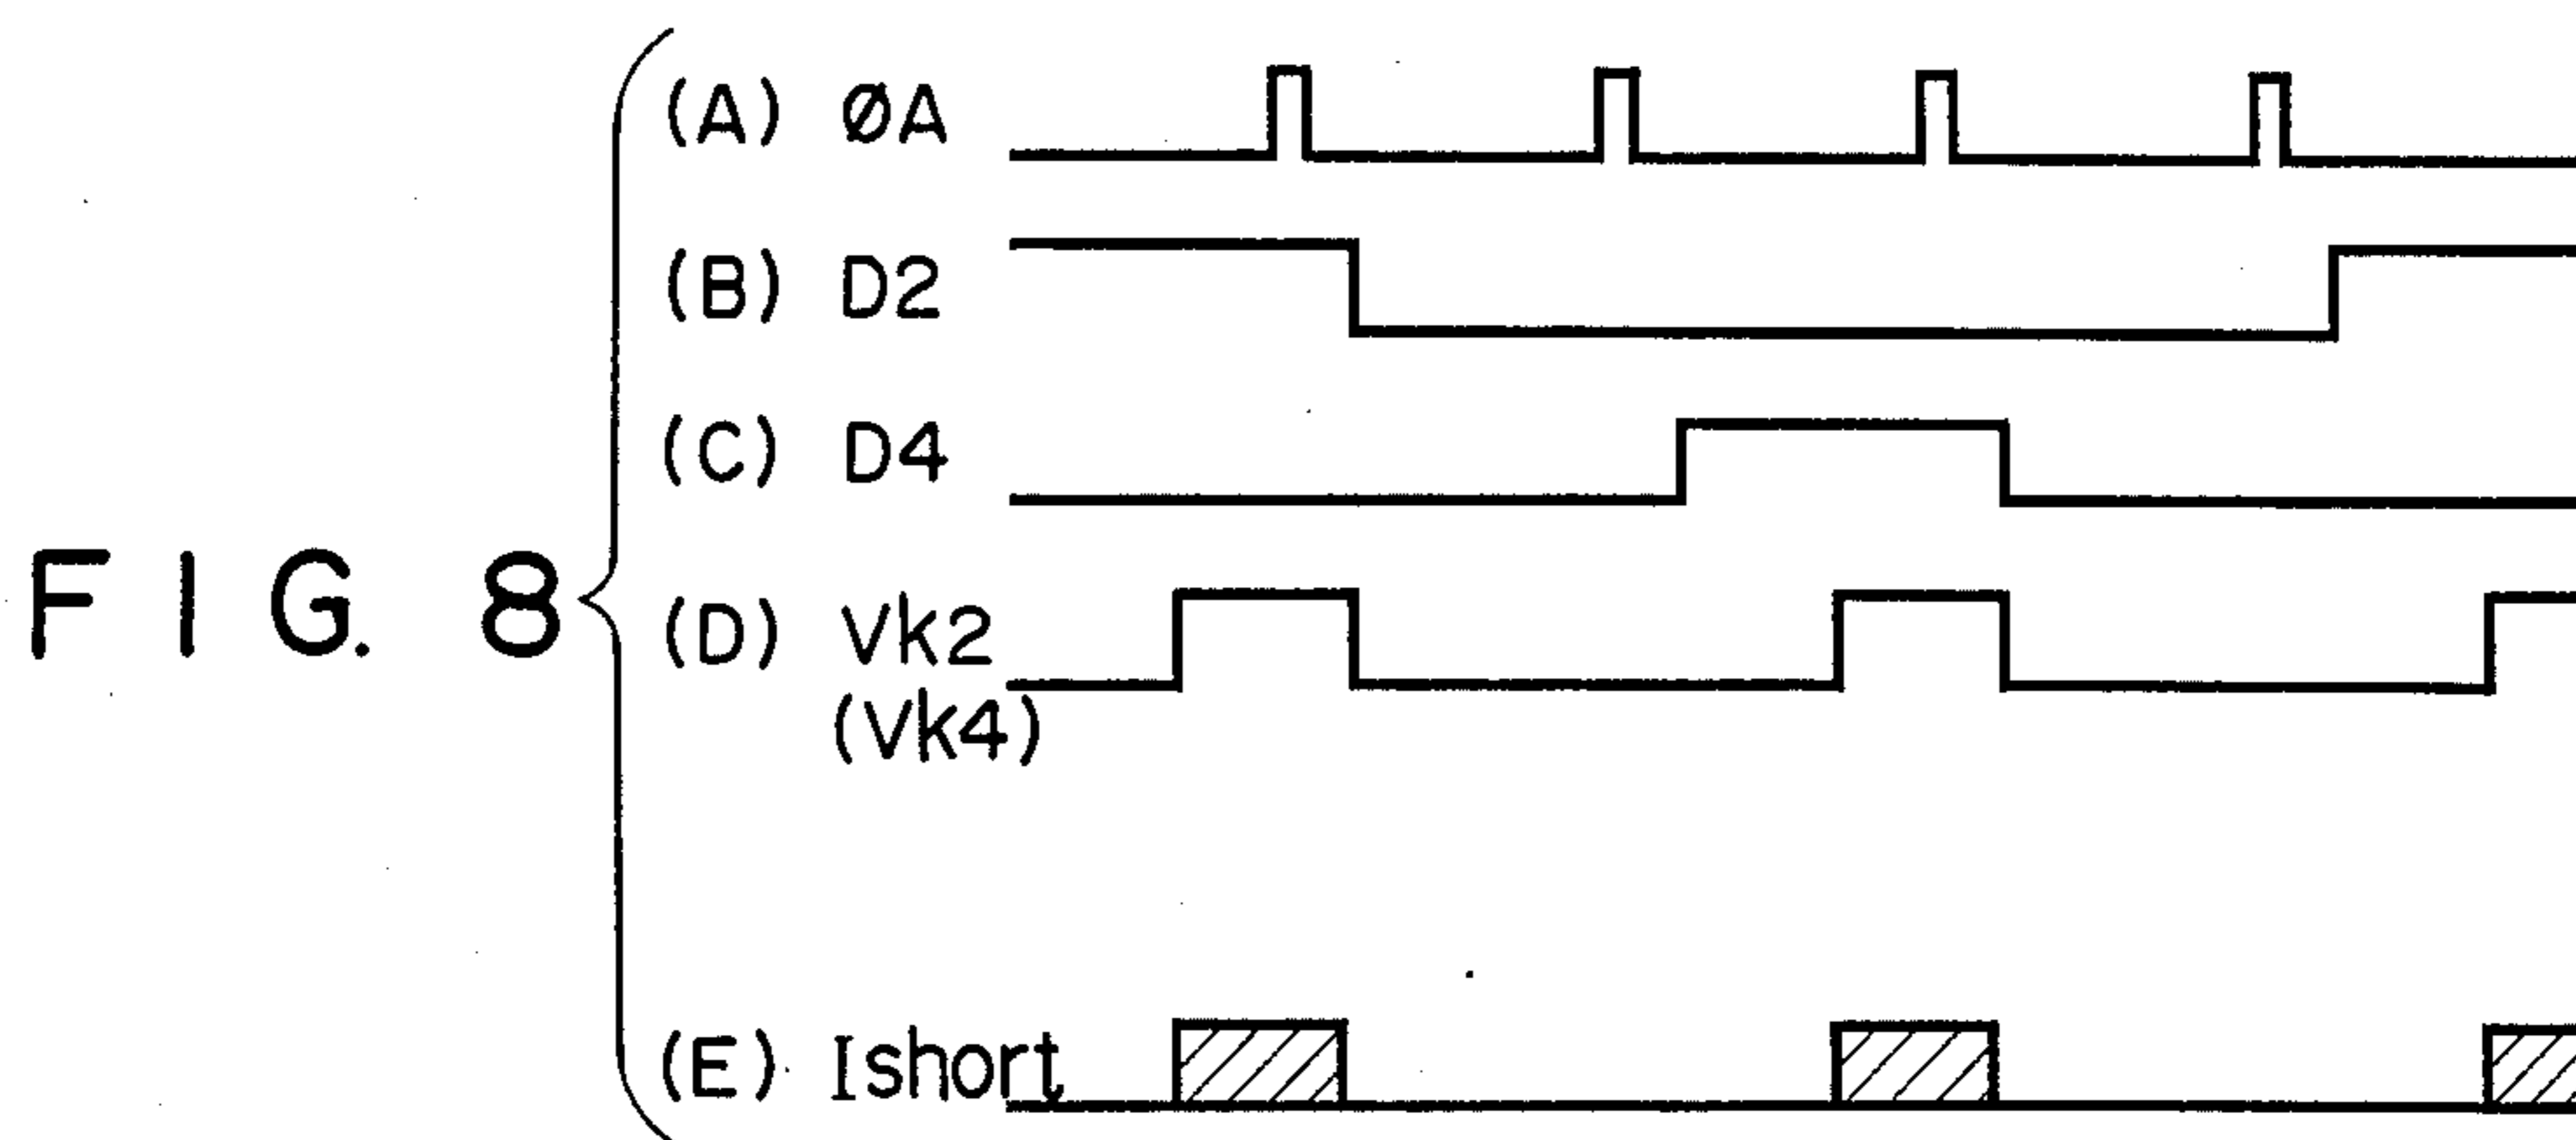 (A) ØA
(B) D2
(C) D4
FIG. 8
(D) Vk2
(Vk4)
(E) Ishort